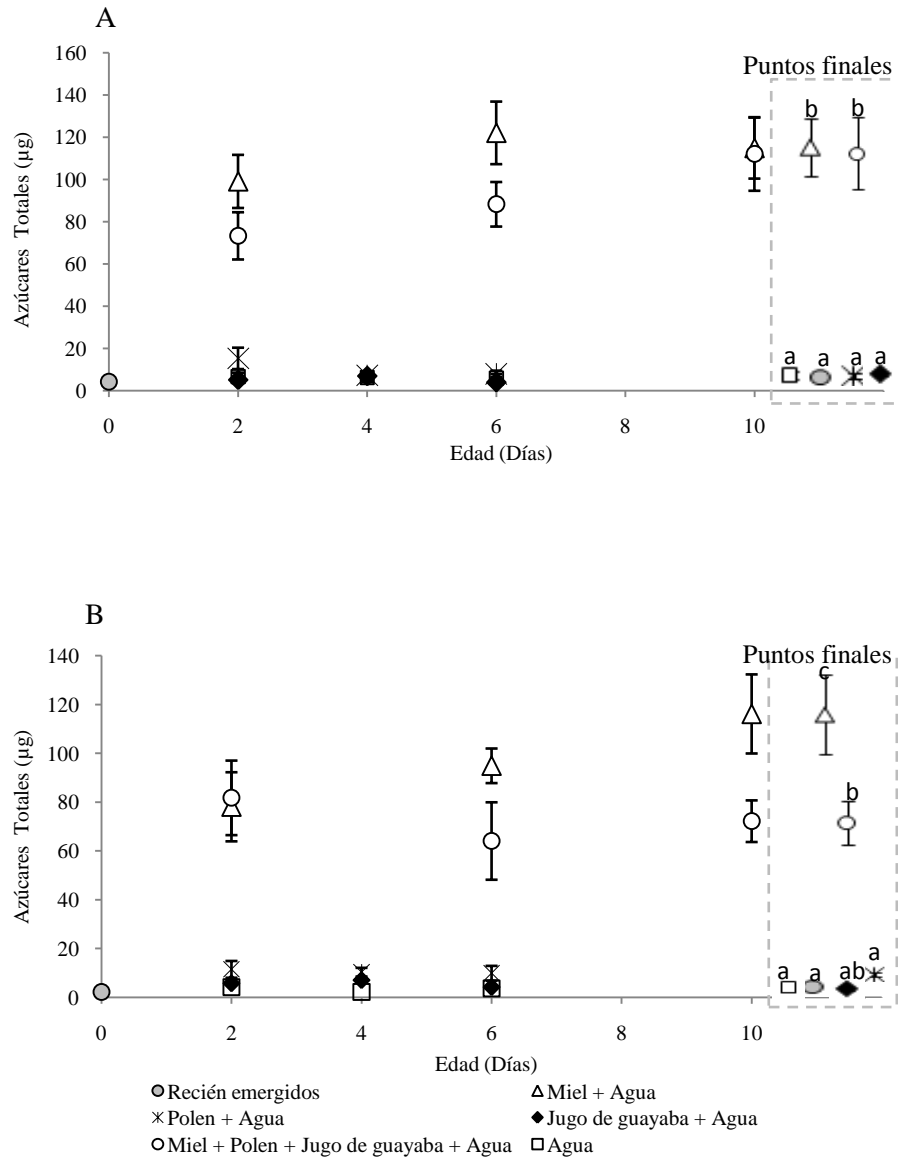 A
160
Puntos finales
140
b b
120
100
80
60
40
20
a a a a
0
0 2 4 6 8 10
Azúcares Totales (µg)
Edad (Días)
B
140
Puntos finales
c
120
100
80
b
60
40
20
a
a a ab
0
0 2 4 6 8 10
Azúcares Totales (µg)
Edad (Días)
Recién emergidos Miel + Agua
Polen + Agua Jugo de guayaba + Agua
Miel + Polen + Jugo de guayaba + Agua Agua